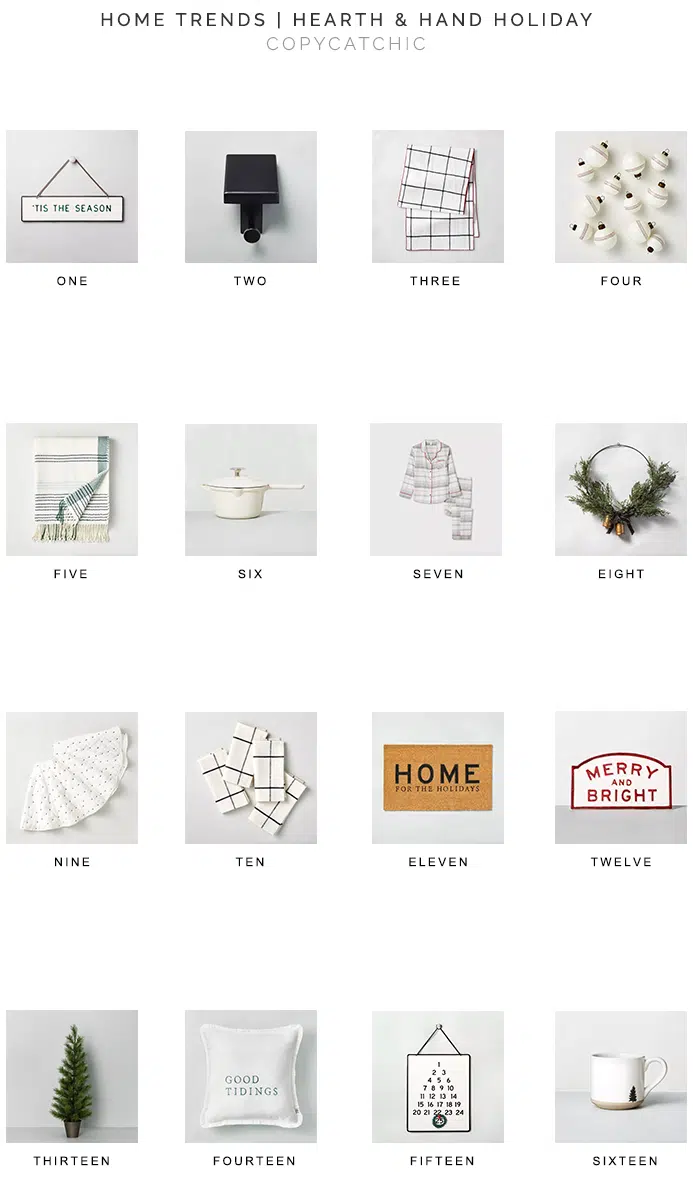 HOME TRENDS | HEARTH & HAND HOLIDAY
COPYCATCHIC
'TIS THE SEASON
ONE
TWO
THREE
FOUR
FIVE
SIX
SEVEN
EIGHT
HOME
FOR THE HOLIDAYS
MERRY
AND
BRIGHT
NINE
TEN
ELEVEN
TWELVE
GOOD
TIDINGS
1
2 3
4 5 6
7 8 9 10
11 12 13 14
15 16 17 18 19
20 21 22 23 24
25
THIRTEEN
FOURTEEN
FIFTEEN
SIXTEEN